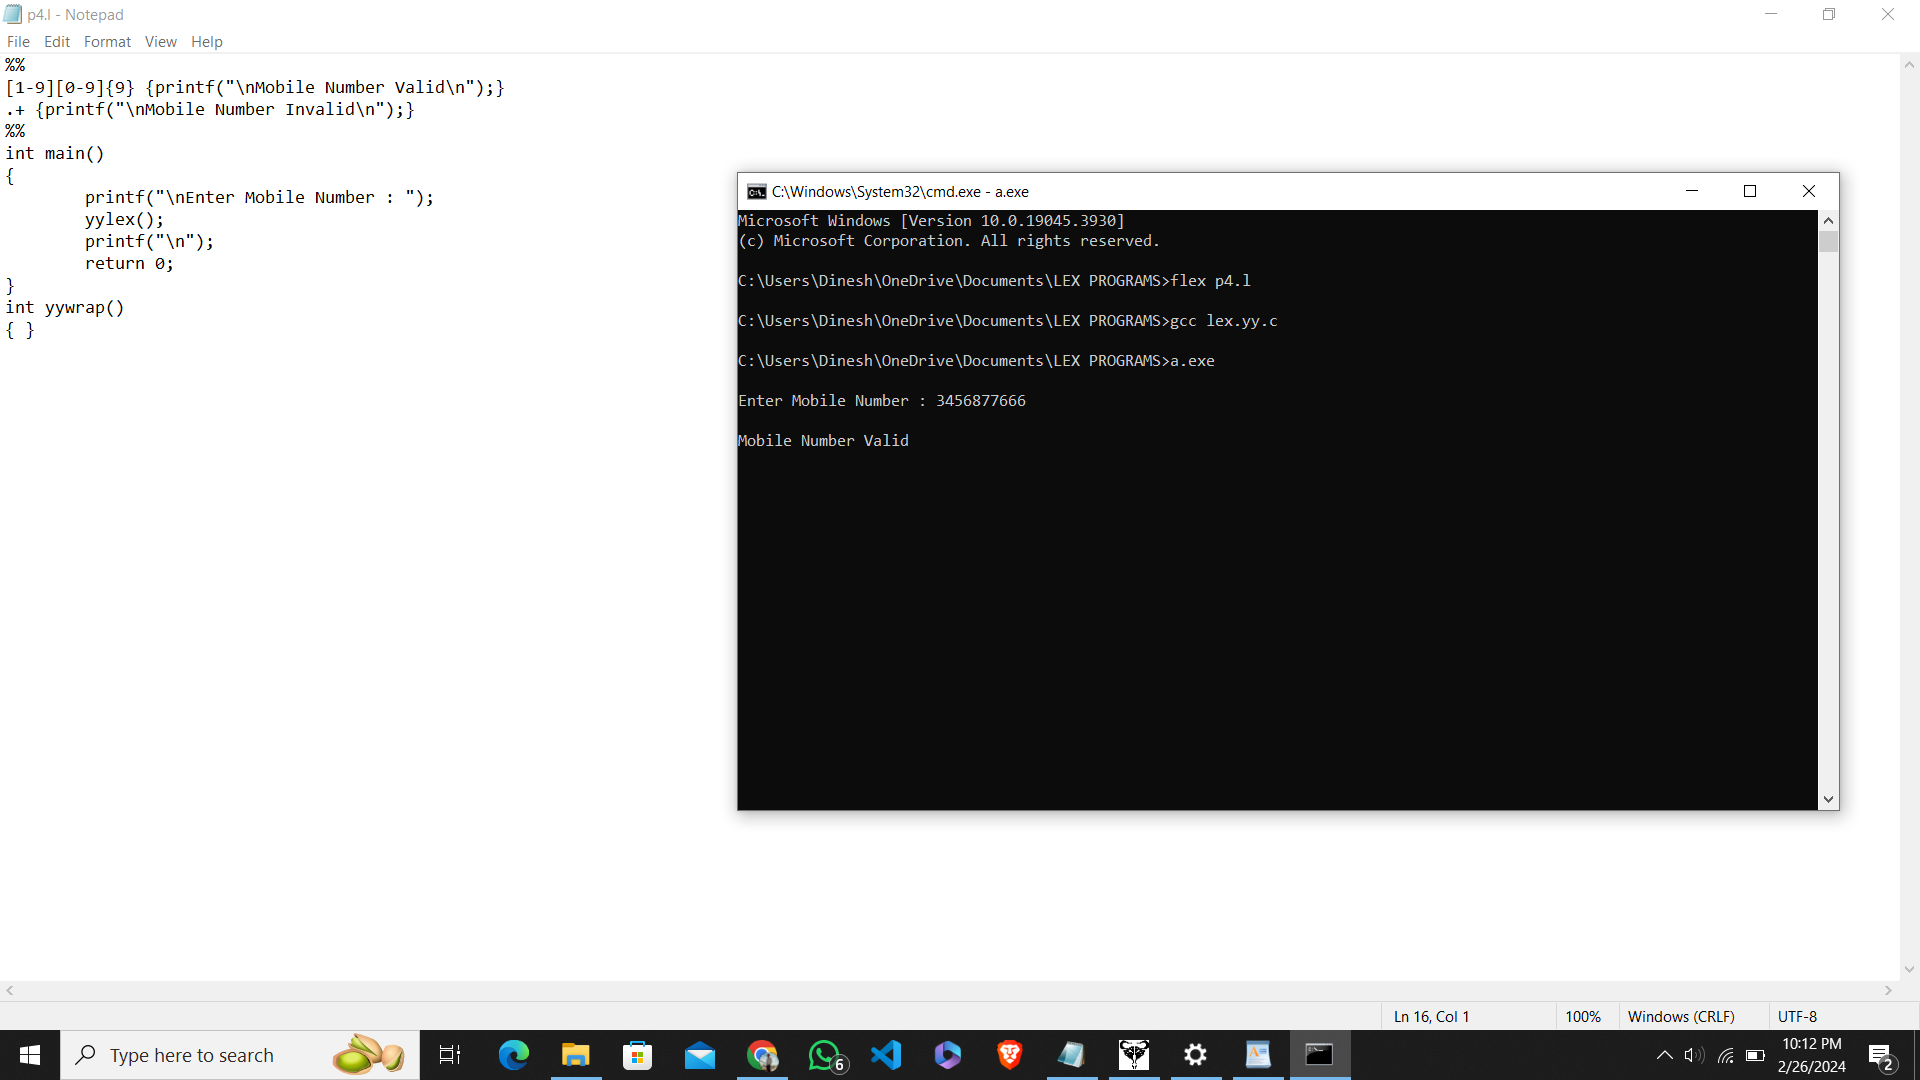 p4.l - Notepad
File Edit Format View Help
%%
[1-9][0-9]{9} {printf("\nMobile Number Valid\n");}
.+ {printf("\nMobile Number Invalid\n");}
%%
int main()
{
printf("\nEnter Mobile Number : ");
yylex();
printf("\n");
return 0;
}
int yywrap()
{ }
C:\Windows\System32\cmd.exe - a.exe
Microsoft Windows [Version 10.0.19045.3930]
(c) Microsoft Corporation. All rights reserved.
C:\Users\Dinesh\OneDrive\Documents\LEX PROGRAMS>flex p4.l
C:\Users\Dinesh\OneDrive\Documents\LEX PROGRAMS>gcc lex.yy.c
C:\Users\Dinesh\OneDrive\Documents\LEX PROGRAMS>a.exe
Enter Mobile Number : 3456877666
Mobile Number Valid
Ln 16, Col 1 100% Windows (CRLF) UTF-8
Type here to search
6
10:12 PM
2/26/2024
2